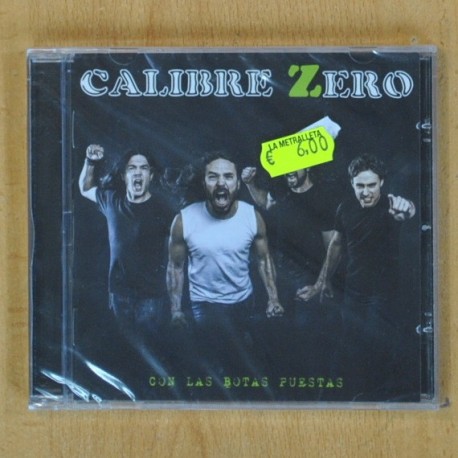 CALIBRE ZERO
LA METRALLETA
€ 6,00
CON LAS BOTAS PUESTAS